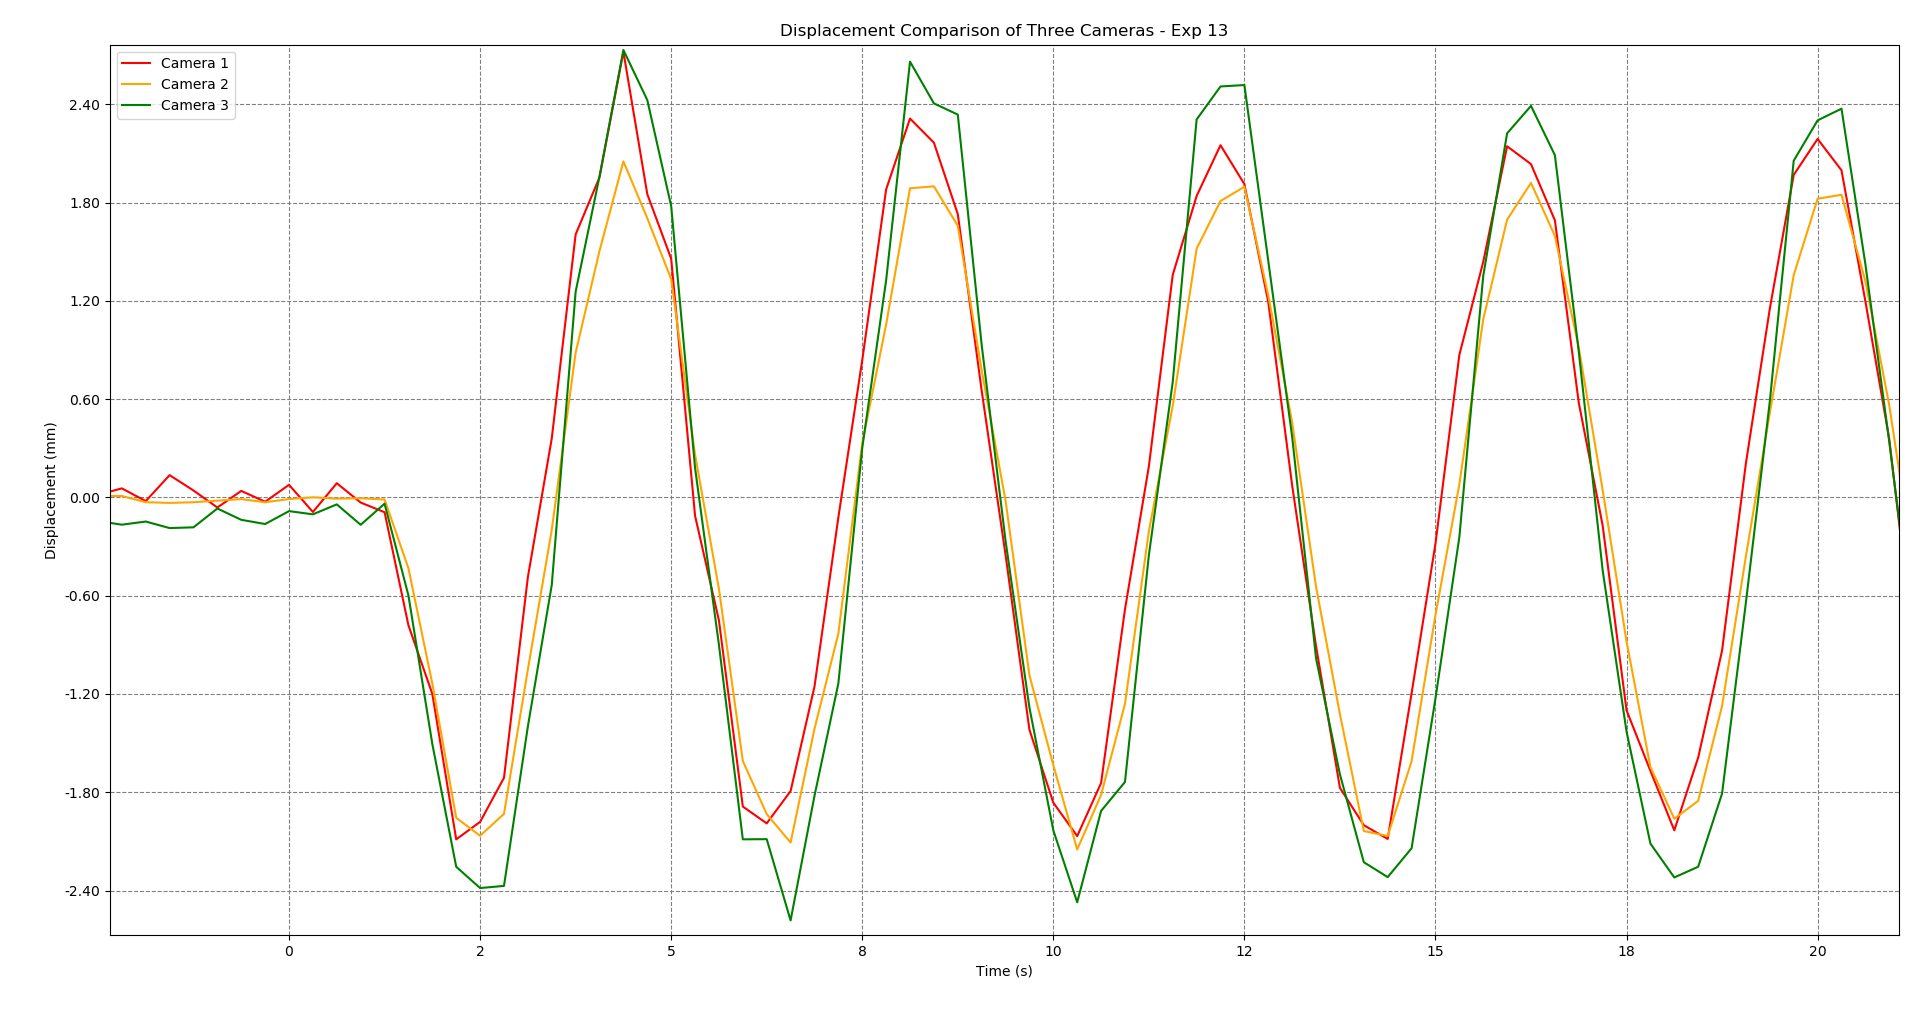 Displacement Comparison of Three Cameras - Exp 13
Camera 1
Camera 2
Camera 3
2.40
1.80
1.20
0.60
0.00
-0.60
-1.20
-1.80
-2.40
Displacement (mm)
0 2 5 8 10 12 15 18 20
Time (s)